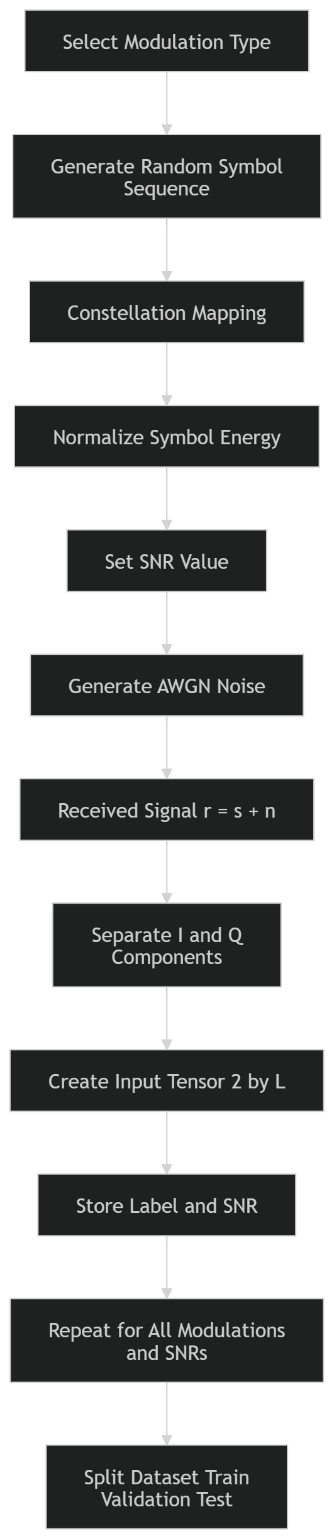 Select Modulation Type
Generate Random Symbol
Sequence
Constellation Mapping
Normalize Symbol Energy
Set SNR Value
Generate AWGN Noise
Received Signal r = s + n
Separate I and Q
Components
Create Input Tensor 2 by L
Store Label and SNR
Repeat for All Modulations
and SNRs
Split Dataset Train
Validation Test